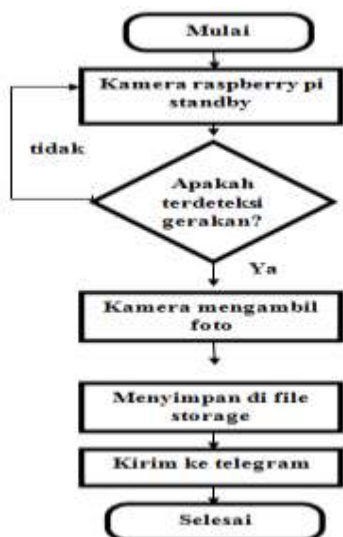 Mulai
Kamera raspberry pi
standby
tidak
Apakah
terdeteksi
gerakan?
Ya
Kamera mengambil
foto
Menyimpan di file
storage
Kirim ke telegram
Selesai